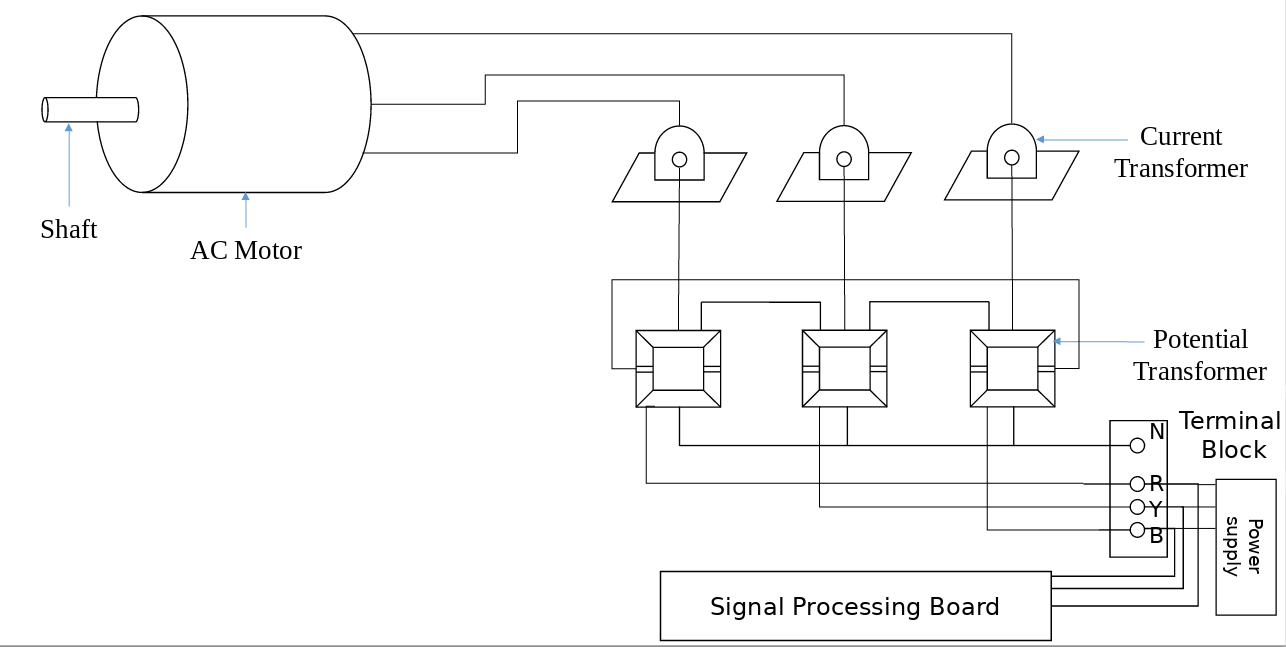 Current
Transformer
Shaft
AC Motor
Potential
Transformer
Terminal
Block
N
R
Y
B
Power
supply
Signal Processing Board